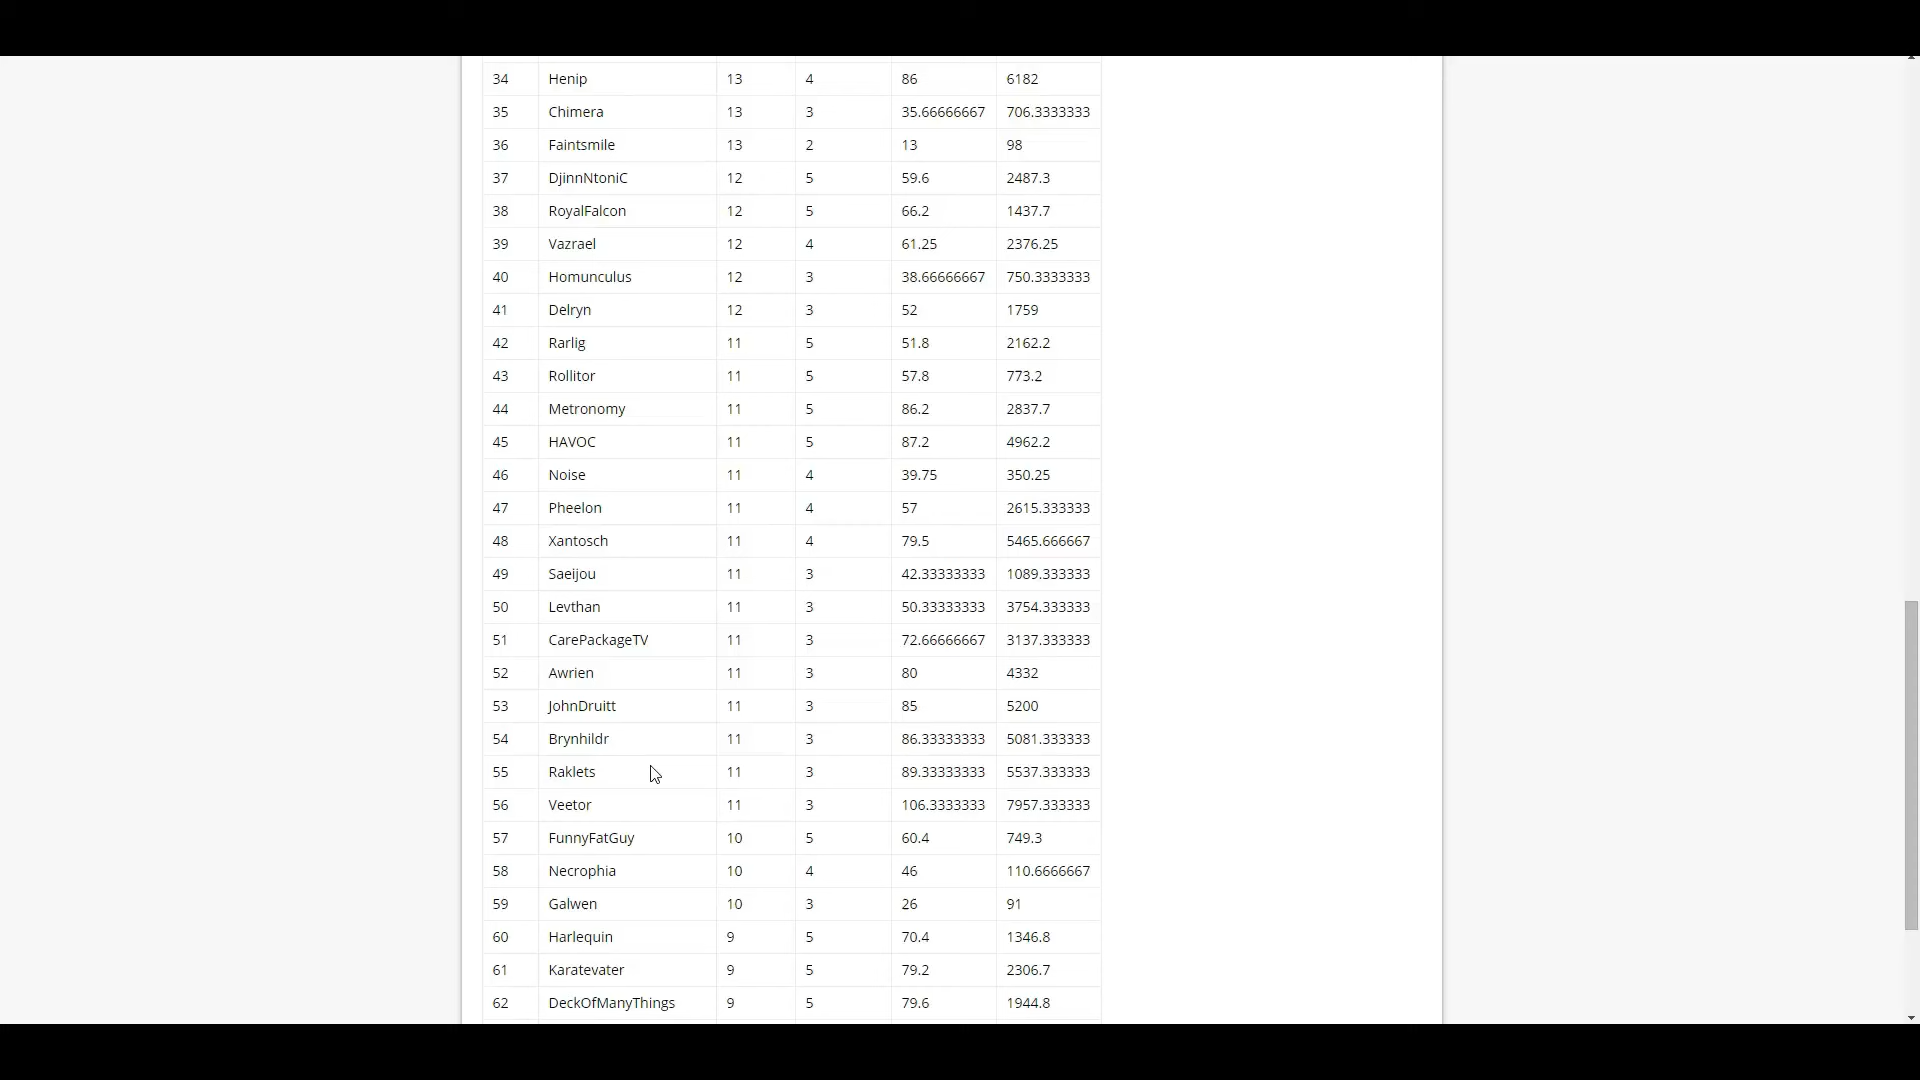 34 Henip 13 4 86 6182
35 Chimera 13 3 35.66666667 706.3333333
36 Faintsmile 13 2 13 98
37 DjinnNtoniC 12 5 59.6 2487.3
38 RoyalFalcon 12 5 66.2 1437.7
39 Vazrael 12 4 61.25 2376.25
40 Homunculus 12 3 38.66666667 750.3333333
41 Delryn 12 3 52 1759
42 Rarlig 11 5 51.8 2162.2
43 Rollitor 11 5 57.8 773.2
44 Metronomy 11 5 86.2 2837.7
45 HAVOC 11 5 87.2 4962.2
46 Noise 11 4 39.75 350.25
47 Pheelon 11 4 57 2615.333333
48 Xantosch 11 4 79.5 5465.666667
49 Saeijou 11 3 42.33333333 1089.333333
50 Levthan 11 3 50.33333333 3754.333333
51 CarePackageTV 11 3 72.66666667 3137.333333
52 Awrien 11 3 80 4332
53 JohnDruitt 11 3 85 5200
54 Brynhildr 11 3 86.33333333 5081.333333
55 Raklets 11 3 89.33333333 5537.333333
56 Veetor 11 3 106.3333333 7957.333333
57 FunnyFatGuy 10 5 60.4 749.3
58 Necrophia 10 4 46 110.6666667
59 Galwen 10 3 26 91
60 Harlequin 9 5 70.4 1346.8
61 Karatevater 9 5 79.2 2306.7
62 DeckOfManyThings 9 5 79.6 1944.8